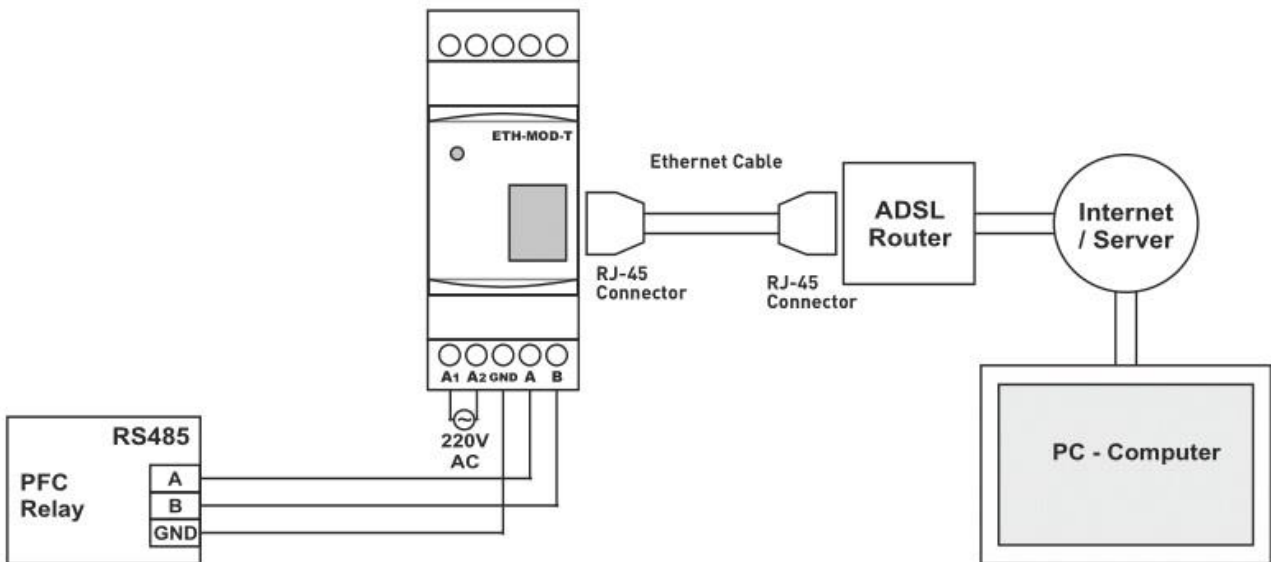 ETH-MOD-T
Ethernet Cable
RJ-45
Connector
RJ-45
Connector
ADSL
Router
Internet
/ Server
PC - Computer
A1 A2 GND A B
220V
AC
RS485
PFC
Relay
A
B
GND